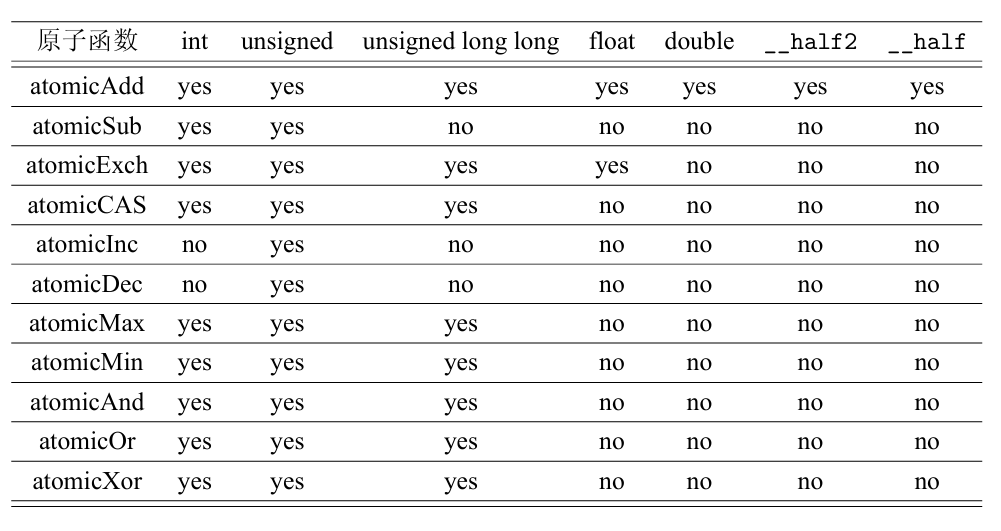 原子函数 int unsigned unsigned long long float double __half2 __half
atomicAdd yes yes yes yes yes yes yes
atomicSub yes yes no no no no no
atomicExch yes yes yes yes no no no
atomicCAS yes yes yes no no no no
atomicInc no yes no no no no no
atomicDec no yes no no no no no
atomicMax yes yes yes no no no no
atomicMin yes yes yes no no no no
atomicAnd yes yes yes no no no no
atomicOr yes yes yes no no no no
atomicXor yes yes yes no no no no